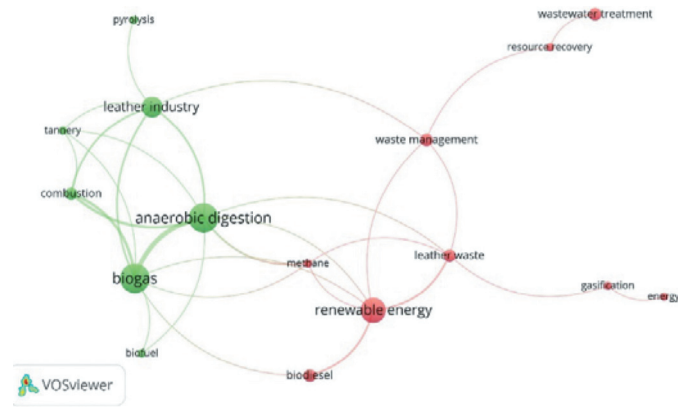 pyrolysis
wastewater treatment
resource recovery
leather industry
tannery
waste management
combustion
anaerobic digestion
biogas
methane
leather waste
gasification
energy
renewable energy
biofuel
biodiesel
VOSviewer